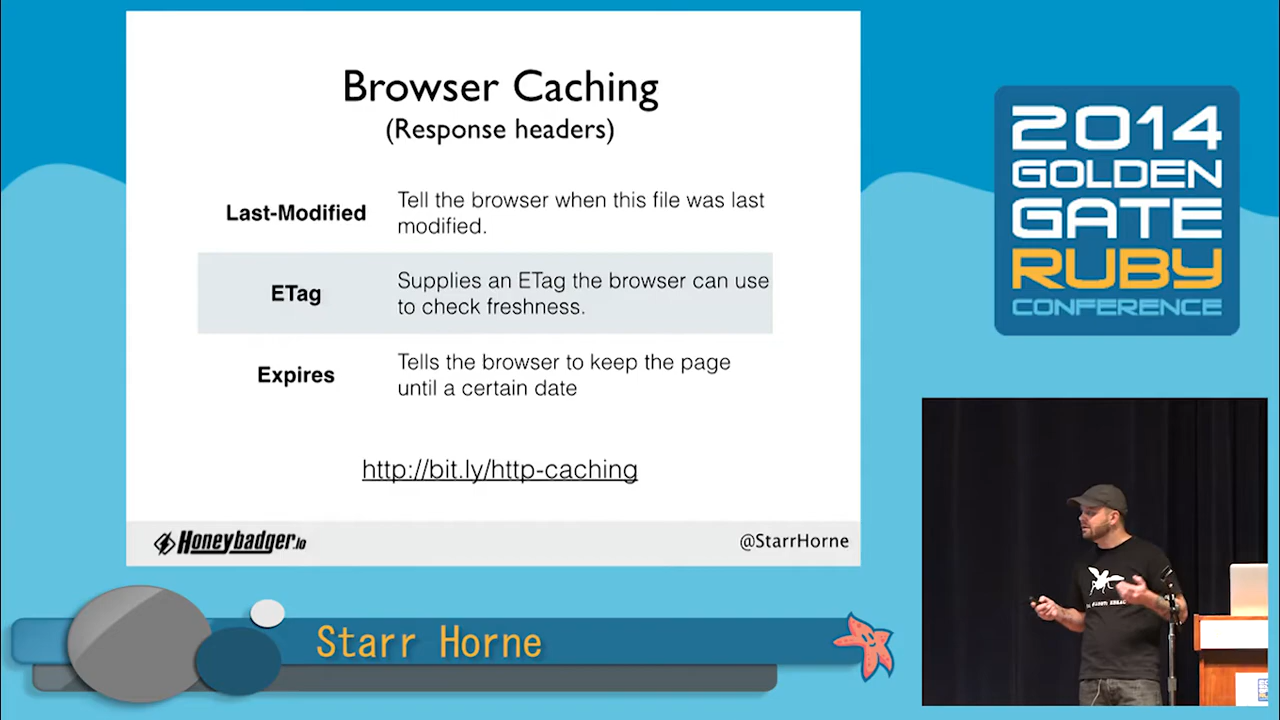 Browser Caching
(Response headers)
Last-Modified
Tell the browser when this file was last
modified.
ETag
Supplies an ETag the browser can use
to check freshness.
Expires
Tells the browser to keep the page
until a certain date
http://bit.ly/http-caching
Honeybadger.io
@StarrHorne
2014
GOLDEN
GATE
RUBY
CONFERENCE
Starr Horne